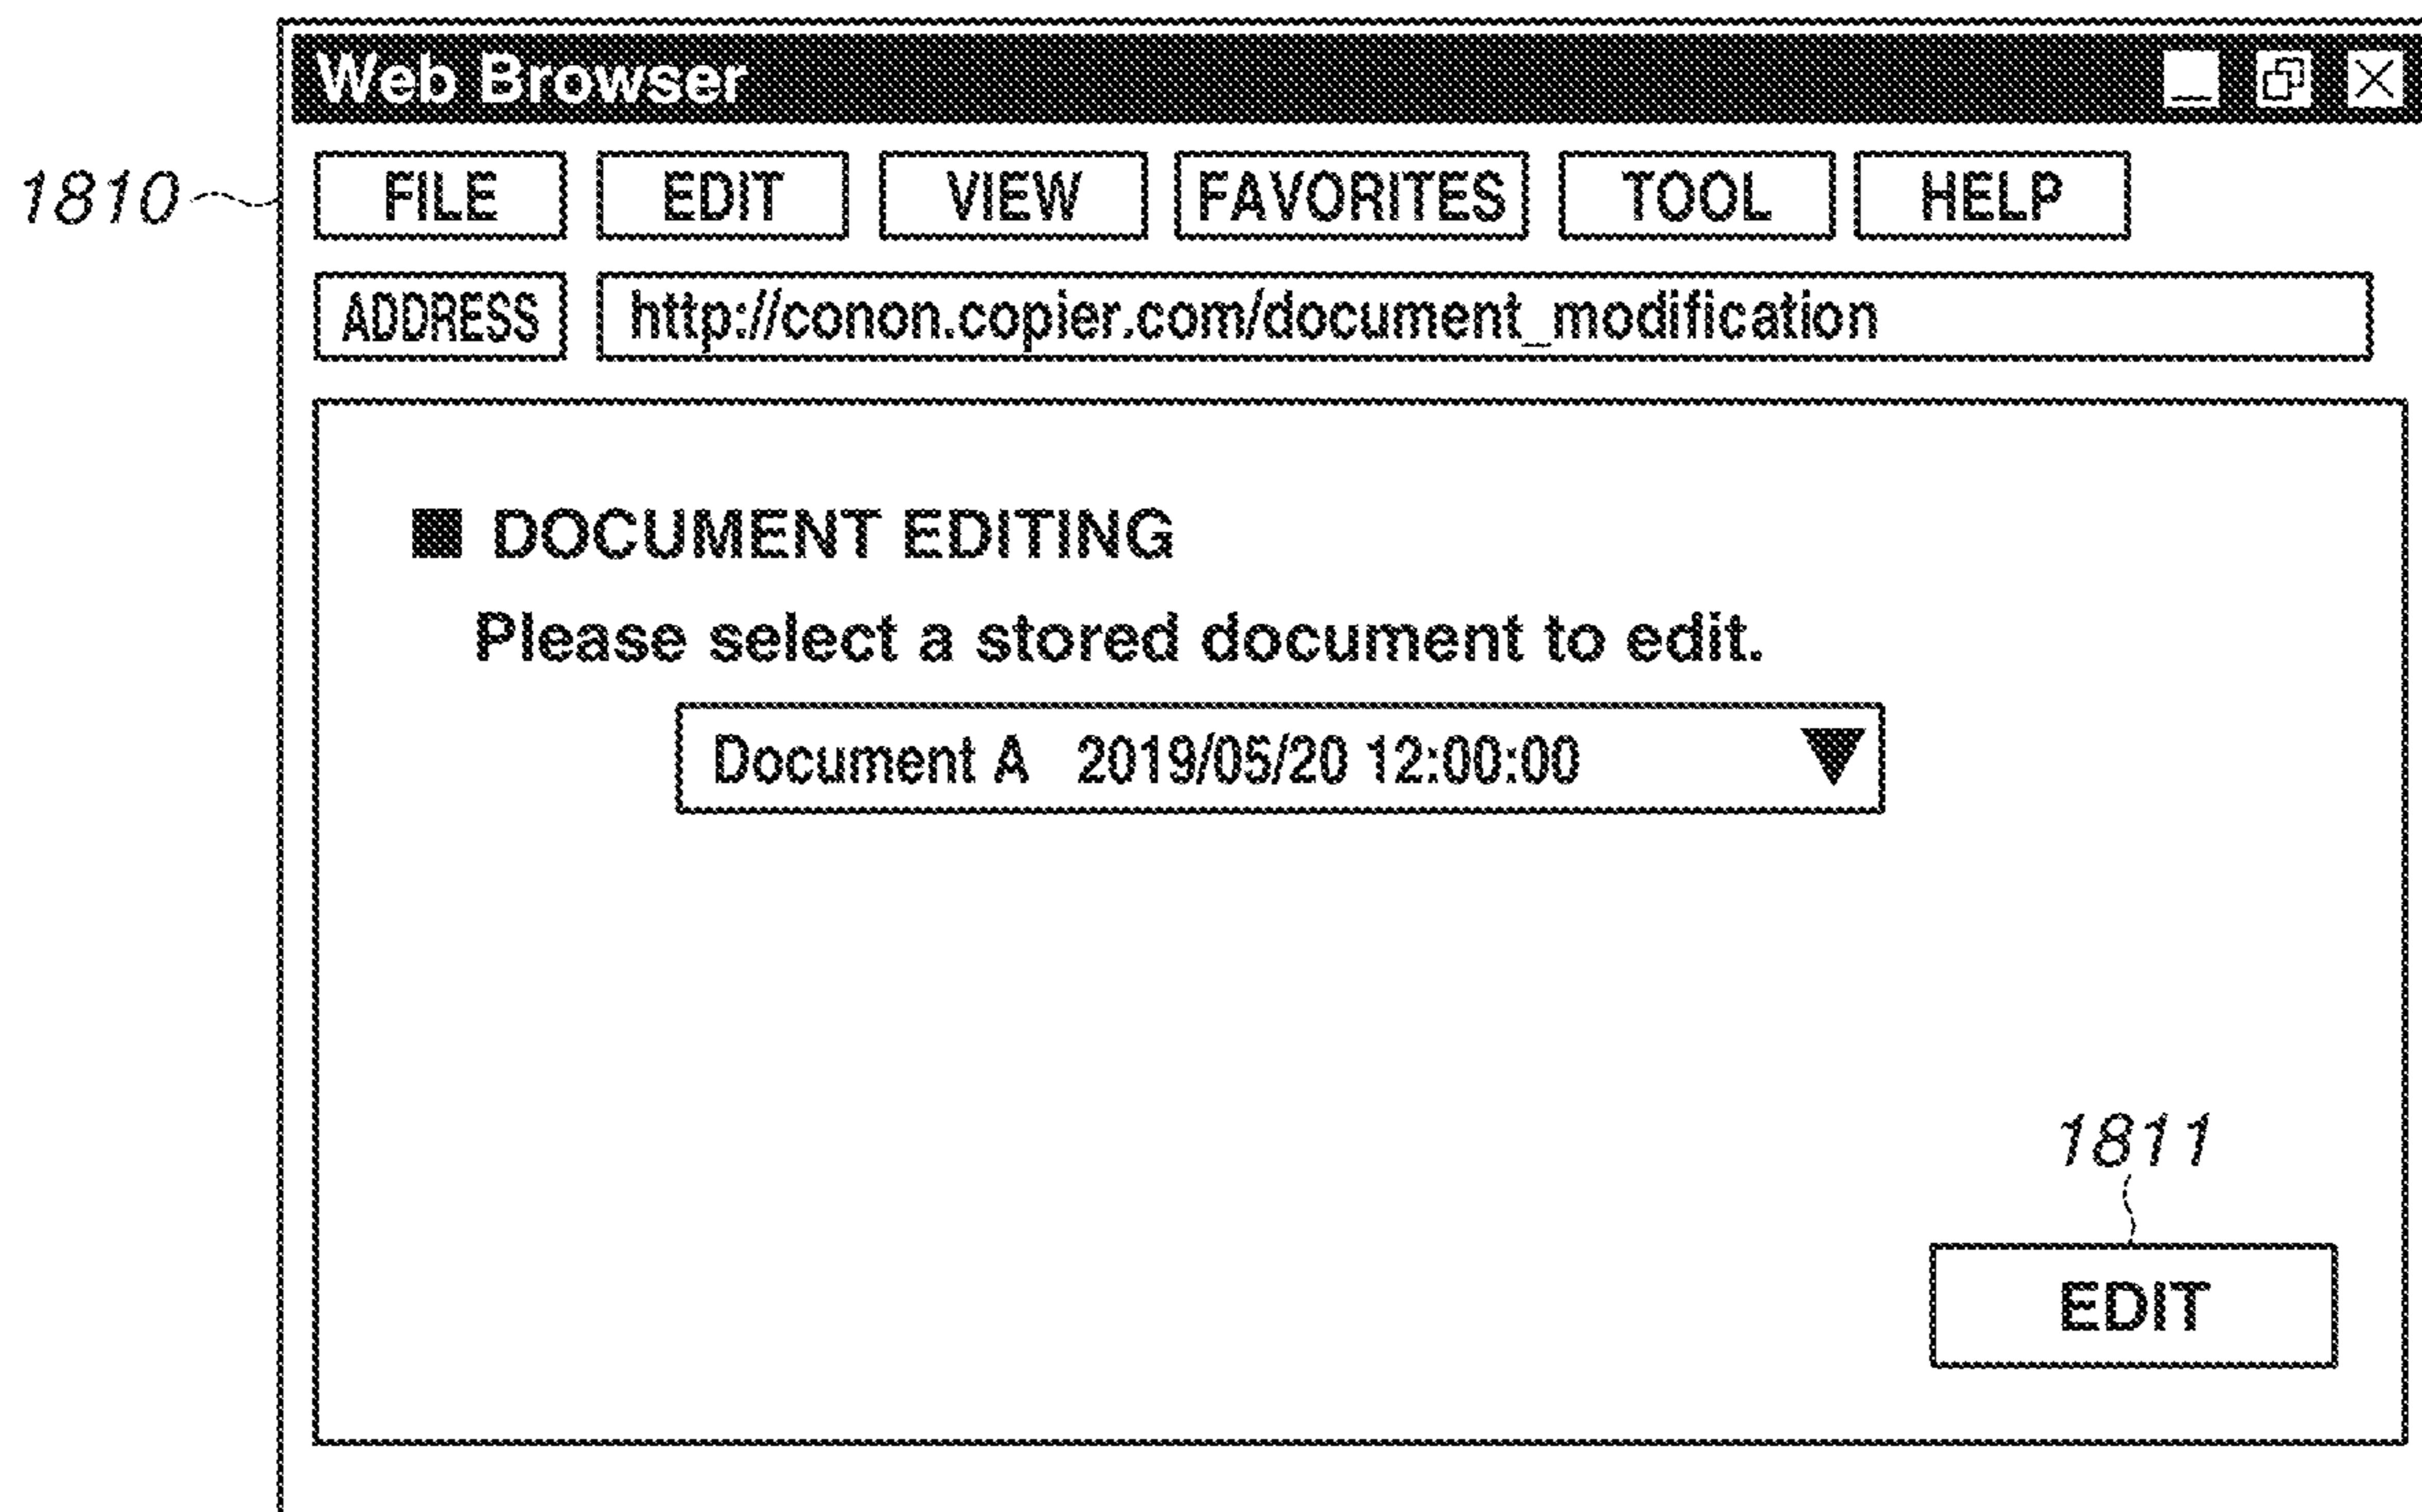 Web Browser
1810
FILE EDIT VIEW FAVORITES TOOL HELP
ADDRESS http://conon.copier.com/document_modification
DOCUMENT EDITING
Please select a stored document to edit.
Document A 2019/05/20 12:00:00
1811
EDIT